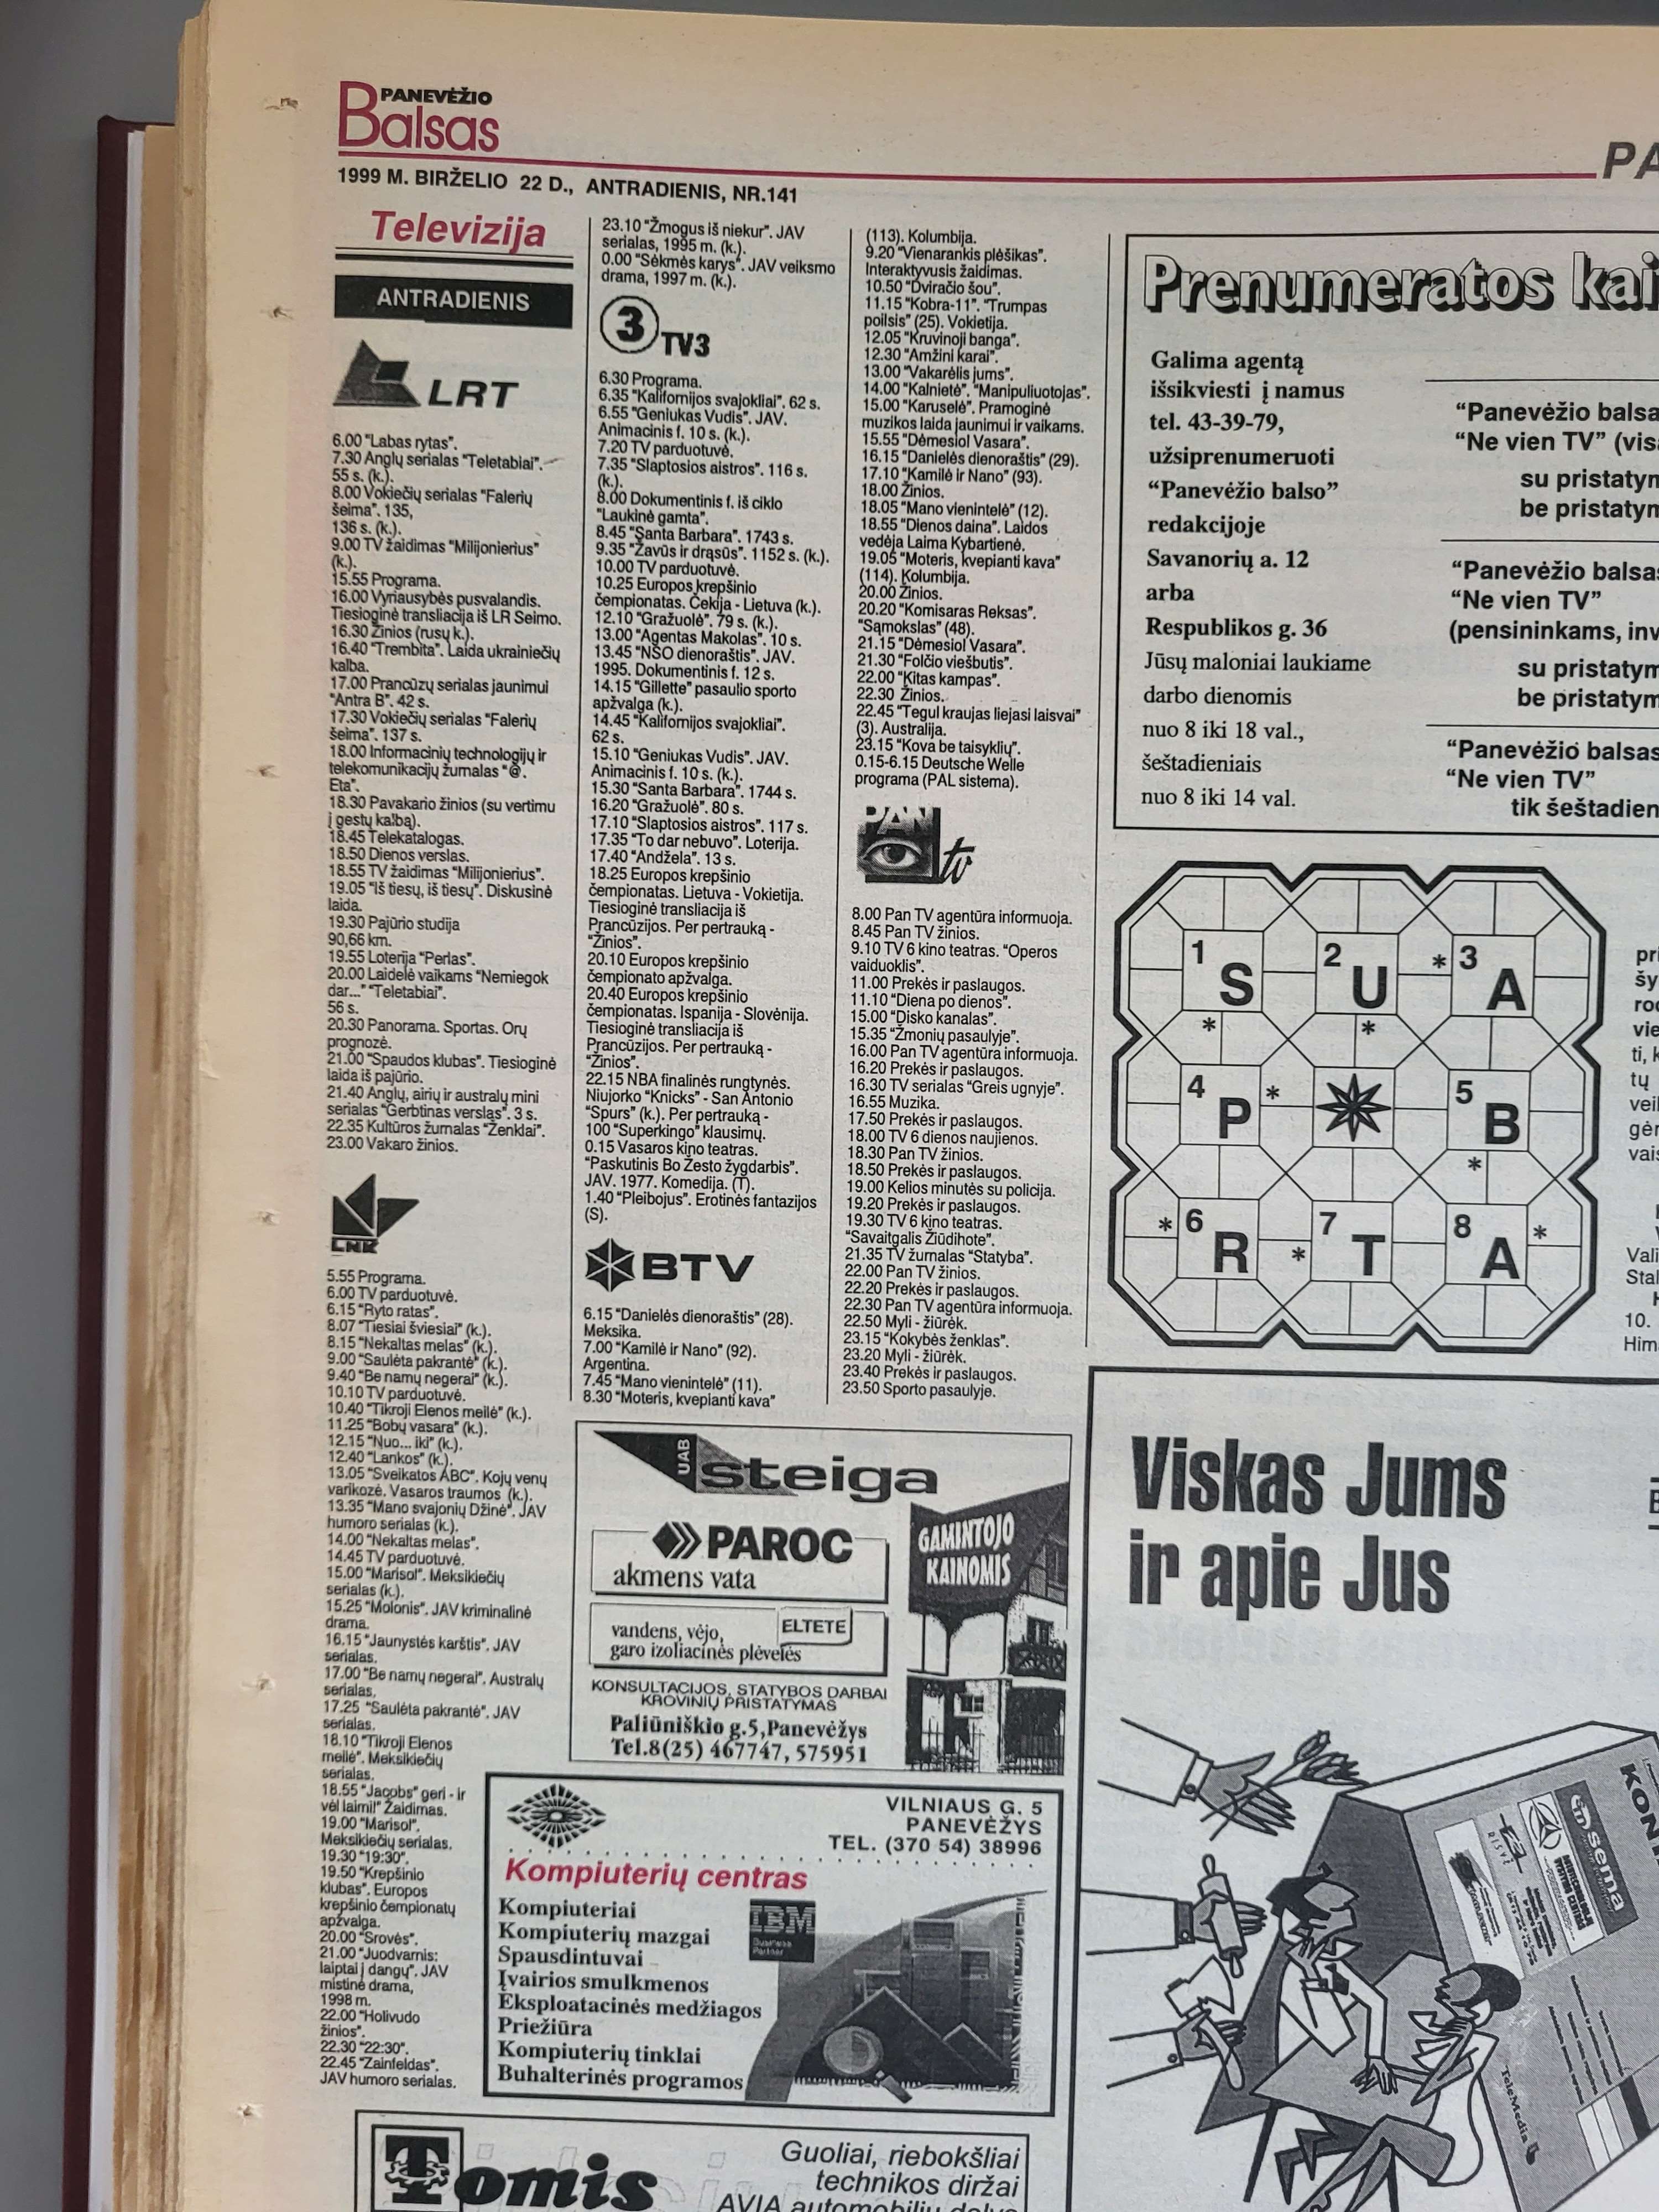 PANEVĖŽIO
Balsas
1999 M. BIRŽELIO 22 D., ANTRADIENIS, NR.141
PA
Televizija
ANTRADIENIS
LRT
6.00 "Labas rytas".
7.30 Anglų serialas "Teletabiai".
55 s. (k.).
8.00 Vokiečių serialas "Falerių
šeima". 135,
136 s. (k.).
9.00 TV žaidimas "Milijonierius"
(k.).
15.55 Programa.
16.00 Vyriausybės pusvalandis.
Tiesioginė transliacija iš LR Seimo.
16.30 Žinios (rusų k.).
16.40 "Trembita". Laida ukrainiečių
kalba.
17.00 Prancūzų serialas jaunimui
"Antra B". 42 s.
17.30 Vokiečių serialas "Falerių
šeima". 137 s.
18.00 Informacinių technologijų ir
telekomunikacijų žurnalas "@.
Eta".
18.30 Pavakario žinios (su vertimu
į gestų kalbą).
18.45 Telekatalogas.
18.50 Dienos verslas.
18.55 TV žaidimas "Milijonierius".
19.05 "Iš tiesų, iš tiesų". Diskusinė
laida.
19.30 Pajūrio studija
90,66 km.
19.55 Loterija "Perlas".
20.00 Laidelė vaikams "Nemiegok
dar..." "Teletabiai".
56 s.
20.30 Panorama. Sportas. Orų
prognozė.
21.00 "Spaudos klubas". Tiesioginė
laida iš pajūrio.
21.40 Anglų, airių ir australų mini
serialas "Gerbtinas verslas". 3 s.
22.35 Kultūros žurnalas "Ženklai".
23.00 Vakaro žinios.
LNK
5.55 Programa.
6.00 TV parduotuvė.
6.15 "Ryto ratas".
8.07 "Tiesiai šviesiai" (k.).
8.15 "Nekaltas melas" (k.).
9.00 "Saulėta pakrantė" (k.).
9.40 "Be namų negerai" (k.).
10.10 TV parduotuvė.
10.40 "Tikroji Elenos meilė" (k.).
11.25 "Bobų vasara" (k.).
12.15 "Nuo... iki" (k.).
12.40 "Lankos" (k.).
13.05 "Sveikatos ABC". Kojų venų
varikozė. Vasaros traumos (k.).
13.35 "Mano svajonių Džinė". JAV
humoro serialas (k.).
14.00 "Nekaltas melas".
14.45 TV parduotuvė.
15.00 "Marisol". Meksikiečių
serialas (k.).
15.25 "Molonis". JAV kriminalinė
drama.
16.15 "Jaunystės karštis". JAV
serialas.
17.00 "Be namų negerai". Australų
serialas.
17.25 "Saulėta pakrantė". JAV
serialas.
18.10 "Tikroji Elenos
meilė". Meksikiečių
serialas.
18.55 "Jacobs" geri - ir
vėl laimi!" Žaidimas.
19.00 "Marisol".
Meksikiečių serialas.
19.30 "19:30".
19.50 "Krepšinio
klubas". Europos
krepšinio čempionatų
apžvalga.
20.00 "Srovės".
21.00 "Juodvarnis:
laiptai į dangų". JAV
mistinė drama,
1998 m.
22.00 "Holivudo
žinios".
22.30 "22:30".
22.45 "Zainfeldas".
JAV humoro serialas.
23.10 "Žmogus iš niekur". JAV
serialas, 1995 m. (k.).
0.00 "Sėkmės karys". JAV veiksmo
drama, 1997 m. (k.).
3 TV3
6.30 Programa.
6.35 "Kalifornijos svajokliai". 62 s.
6.55 "Geniukas Vudis". JAV.
Animacinis f. 10 s. (k.).
7.20 TV parduotuvė.
7.35 "Slaptosios aistros". 116 s.
(k.).
8.00 Dokumentinis f. iš ciklo
"Laukinė gamta".
8.45 "Santa Barbara". 1743 s.
9.35 "Žavūs ir drąsūs". 1152 s. (k.).
10.00 TV parduotuvė.
10.25 Europos krepšinio
čempionatas. Čekija - Lietuva (k.).
12.10 "Gražuolė". 79 s. (k.).
13.00 "Agentas Makolas". 10 s.
13.45 "NSO dienoraštis". JAV.
1995. Dokumentinis f. 12 s.
14.15 "Gillette" pasaulio sporto
apžvalga (k.).
14.45 "Kalifornijos svajokliai".
62 s.
15.10 "Geniukas Vudis". JAV.
Animacinis f. 10 s. (k.).
15.30 "Santa Barbara". 1744 s.
16.20 "Gražuolė". 80 s.
17.10 "Slaptosios aistros". 117 s.
17.35 "To dar nebuvo". Loterija.
17.40 "Andžela". 13 s.
18.25 Europos krepšinio
čempionatas. Lietuva - Vokietija.
Tiesioginė transliacija iš
Prancūzijos. Per pertrauką -
"Žinios".
20.10 Europos krepšinio
čempionato apžvalga.
20.40 Europos krepšinio
čempionatas. Ispanija - Slovėnija.
Tiesioginė transliacija iš
Prancūzijos. Per pertrauką -
"Žinios".
22.15 NBA finalinės rungtynės.
Niujorko "Knicks" - San Antonio
"Spurs" (k.). Per pertrauką -
100 "Superkingo" klausimų.
0.15 Vasaros kino teatras.
"Paskutinis Bo Žesto žygdarbis".
JAV. 1977. Komedija. (T).
1.40 "Pleibojus". Erotinės fantazijos
(S).
BTV
6.15 "Danielės dienoraštis" (28).
Meksika.
7.00 "Kamilė ir Nano" (92).
Argentina.
7.45 "Mano vienintelė" (11).
8.30 "Moteris, kvepianti kava"
(113). Kolumbija.
9.20 "Vienarankis plėšikas".
Interaktyvusis žaidimas.
10.50 "Dviračio šou".
11.15 "Kobra-11". "Trumpas
poilsis" (25). Vokietija.
12.05 "Kruvinoji banga".
12.30 "Amžini karai".
13.00 "Vakarėlis jums".
14.00 "Kalnietė". "Manipuliuotojas".
15.00 "Karuselė". Pramoginė
muzikos laida jaunimui ir vaikams.
15.55 "Dėmesio! Vasara".
16.15 "Danielės dienoraštis" (29).
17.10 "Kamilė ir Nano" (93).
18.00 Žinios.
18.05 "Mano vienintelė" (12).
18.55 "Dienos daina". Laidos
vedėja Laima Kybartienė.
19.05 "Moteris, kvepianti kava"
(114). Kolumbija.
20.00 Žinios.
20.20 "Komisaras Reksas".
"Sąmokslas" (48).
21.15 "Dėmesio! Vasara".
21.30 "Folčio viešbutis".
22.00 "Kitas kampas".
22.30 Žinios.
22.45 "Tegul kraujas liejasi laisvai"
(3). Australija.
23.15 "Kova be taisyklių".
0.15-6.15 Deutsche Welle
programa (PAL sistema).
PAN tv
8.00 Pan TV agentūra informuoja.
8.45 Pan TV žinios.
9.10 TV 6 kino teatras. "Operos
vaiduoklis".
11.00 Prekės ir paslaugos.
11.10 "Diena po dienos".
15.00 "Disko kanalas".
15.35 "Žmonių pasaulyje".
16.00 Pan TV agentūra informuoja.
16.20 Prekės ir paslaugos.
16.30 TV serialas "Greis ugnyje".
16.55 Muzika.
17.50 Prekės ir paslaugos.
18.00 TV 6 dienos naujienos.
18.30 Pan TV žinios.
18.50 Prekės ir paslaugos.
19.00 Kelios minutės su policija.
19.20 Prekės ir paslaugos.
19.30 TV 6 kino teatras.
"Savaitgalis Žiūdihote".
21.35 TV žurnalas "Statyba".
22.00 Pan TV žinios.
22.20 Prekės ir paslaugos.
22.30 Pan TV agentūra informuoja.
22.50 Myli - žiūrėk.
23.15 "Kokybės ženklas".
23.20 Myli - žiūrėk.
23.40 Prekės ir paslaugos.
23.50 Sporto pasaulyje.
Prenumeratos kai
Galima agentą
išsikviesti į namus
tel. 43-39-79,
užsiprenumeruoti
"Panevėžio balso"
redakcijoje
Savanorių a. 12
arba
Respublikos g. 36
Jūsų maloniai laukiame
darbo dienomis
nuo 8 iki 18 val.,
šeštadieniais
nuo 8 iki 14 val.
"Panevėžio balsa
"Ne vien TV" (visa
su pristatym
be pristatym
"Panevėžio balsas
"Ne vien TV"
(pensininkams, inv
su pristatym
be pristatym
"Panevėžio balsas
"Ne vien TV"
tik šeštadien
1 S 2 U * 3 A
* *
4 P * 5 B
*
* 6 R * 7 T 8 A *
pri
šy
roc
vie
ti, k
tų
veil
gėr
vais
Vali
Stal
10.
Him
UAB steiga
PAROC
akmens vata
GAMINTOJO
KAINOMIS
vandens, vėjo, ELTETE
garo izoliacinės plėvelės
KONSULTACIJOS, STATYBOS DARBAI
KROVINIŲ PRISTATYMAS
Paliūniškio g.5,Panevėžys
Tel.8(25) 467747, 575951
VILNIAUS G. 5
PANEVĖŽYS
TEL. (370 54) 38996
Kompiuterių centras
Kompiuteriai
Kompiuterių mazgai
Spausdintuvai
Įvairios smulkmenos
Eksploatacinės medžiagos
Priežiūra
Kompiuterių tinklai
Buhalterinės programos
IBM
Business
Partner
Viskas Jums
ir apie Jus
KON
sema
TeleMedia
Tomis
Guoliai, riebokšliai
technikos diržai
AVIA automobilių dalys